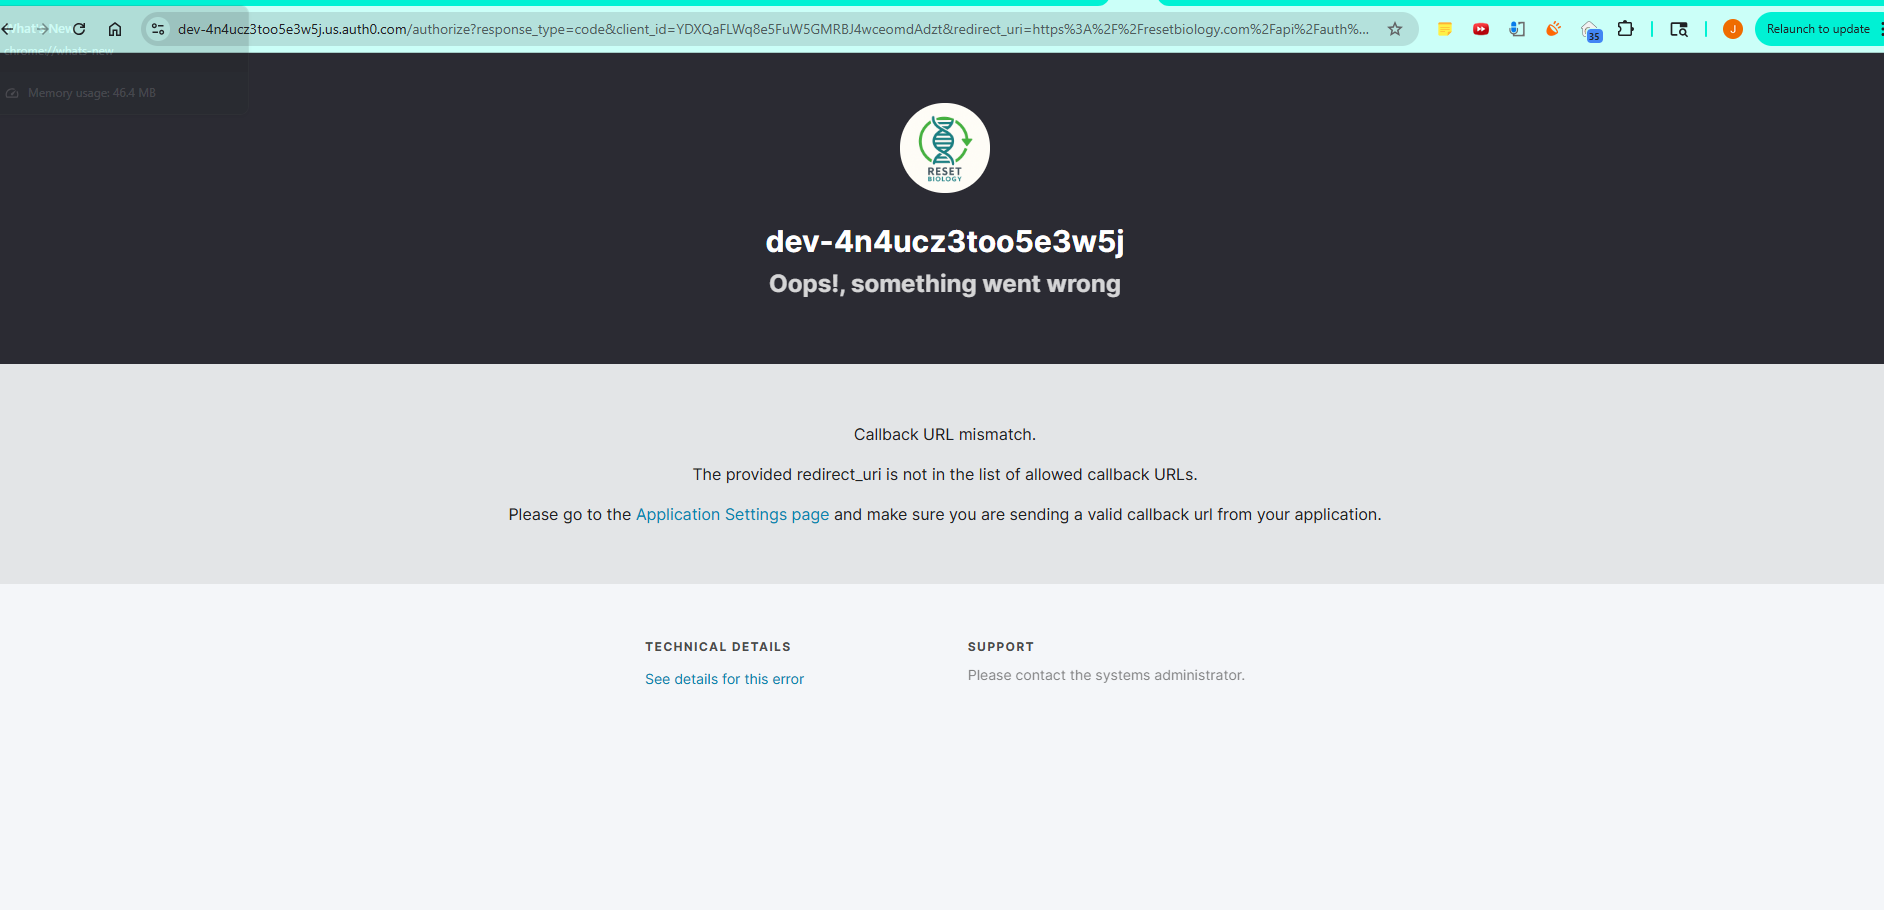 What's New
chrome://whats-new
dev-4n4ucz3too5e3w5j.us.auth0.com/authorize?response_type=code&client_id=YDXQaFLWq8e5FuW5GMRBJ4wceomdAdzt&redirect_uri=https%3A%2F%2Fresetbiology.com%2Fapi%2Fauth%...
35
J
Relaunch to update
Memory usage: 46.4 MB
RESET
BIOLOGY
dev-4n4ucz3too5e3w5j
Oops!, something went wrong
Callback URL mismatch.
The provided redirect_uri is not in the list of allowed callback URLs.
Please go to the Application Settings page and make sure you are sending a valid callback url from your application.
TECHNICAL DETAILS
See details for this error
SUPPORT
Please contact the systems administrator.